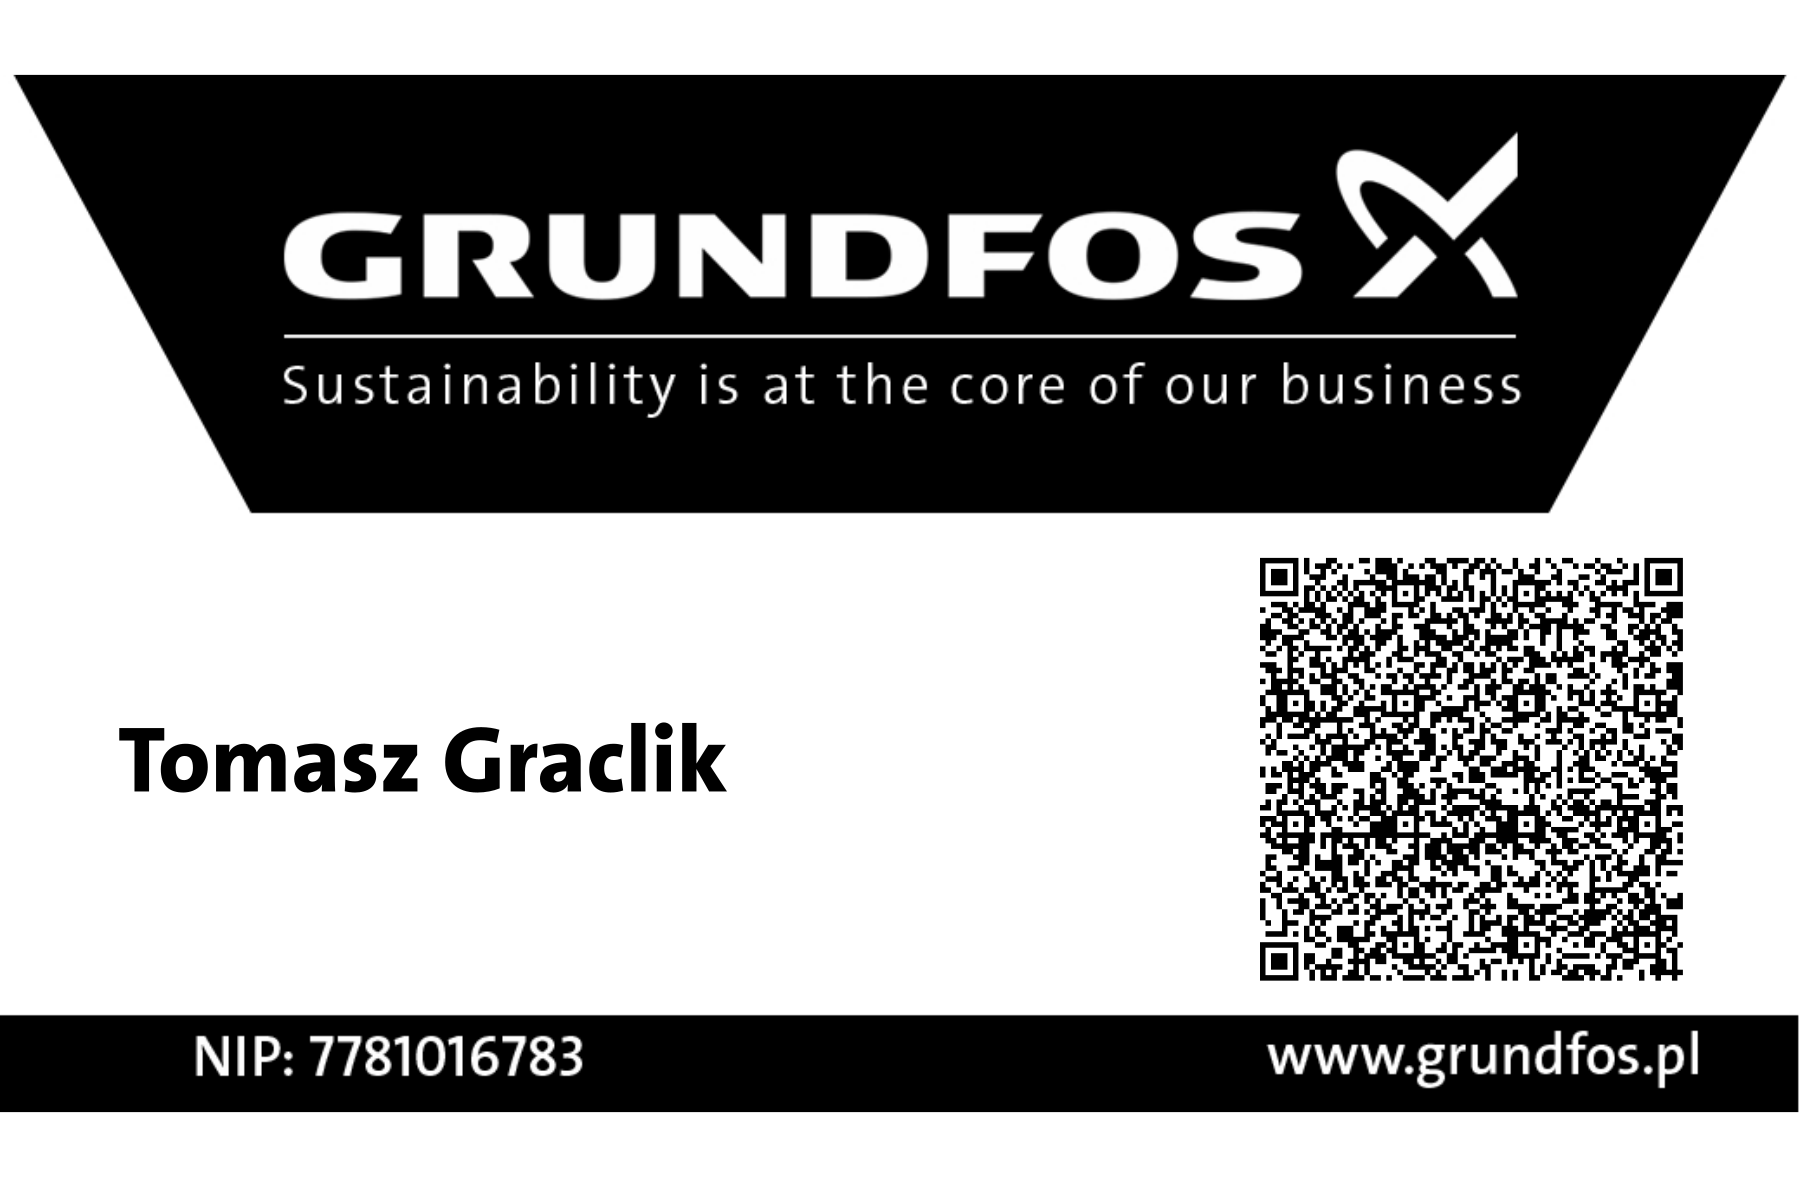 GRUNDFOS
Sustainability is at the core of our business
Tomasz Graclik
NIP: 7781016783
www.grundfos.pl